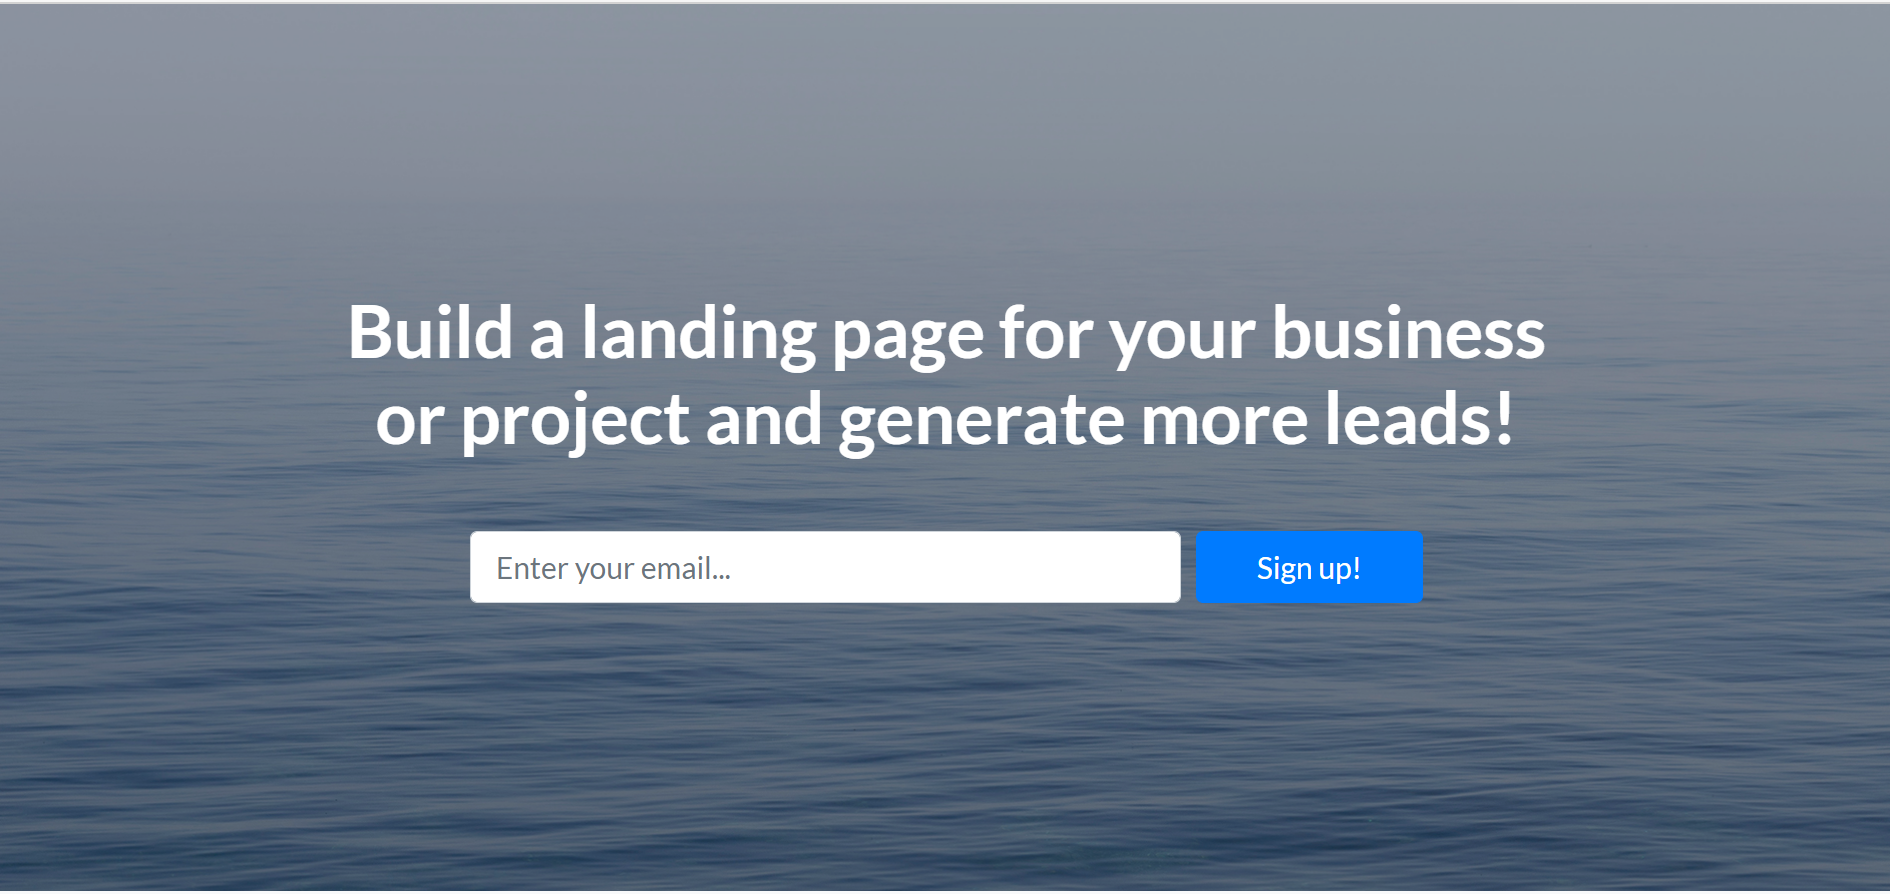 Build a landing page for your business
or project and generate more leads!
Enter your email...
Sign up!